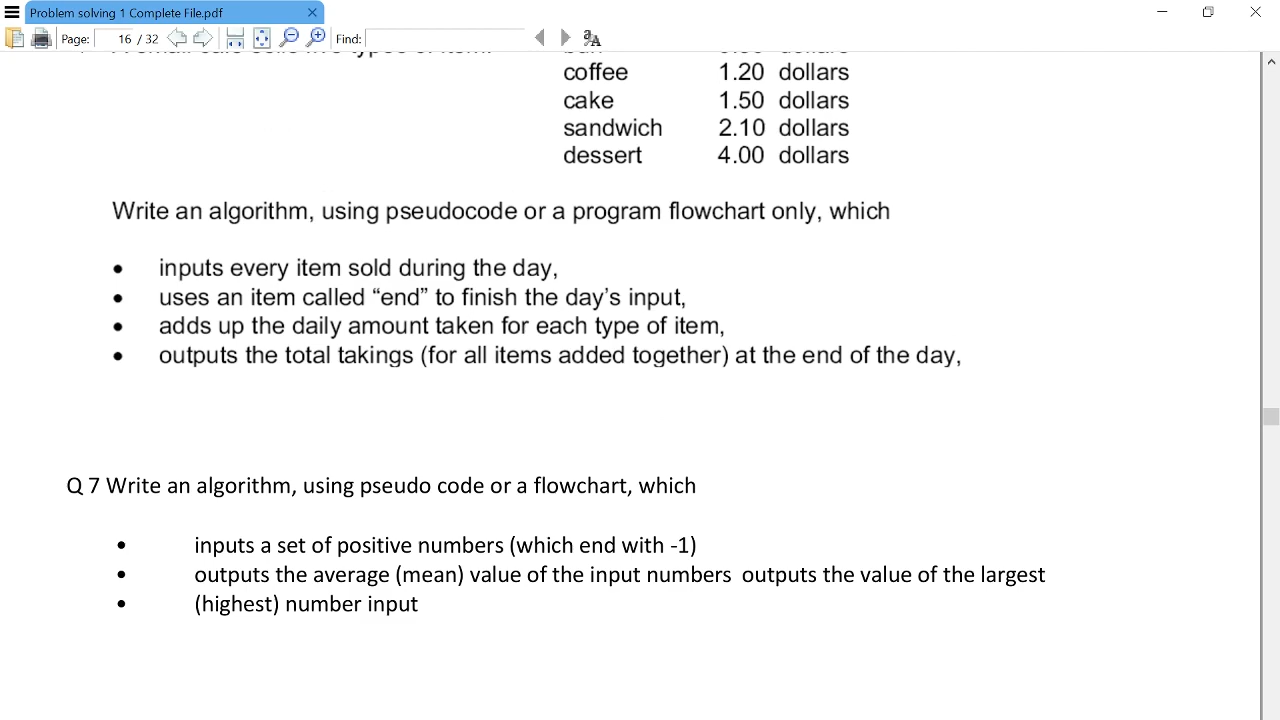 Problem solving 1 Complete File.pdf
Page: 16 / 32 Find:
coffee 1.20 dollars
cake 1.50 dollars
sandwich 2.10 dollars
dessert 4.00 dollars
Write an algorithm, using pseudocode or a program flowchart only, which
• inputs every item sold during the day,
• uses an item called “end” to finish the day’s input,
• adds up the daily amount taken for each type of item,
• outputs the total takings (for all items added together) at the end of the day,
Q 7 Write an algorithm, using pseudo code or a flowchart, which
• inputs a set of positive numbers (which end with -1)
• outputs the average (mean) value of the input numbers outputs the value of the largest
• (highest) number input